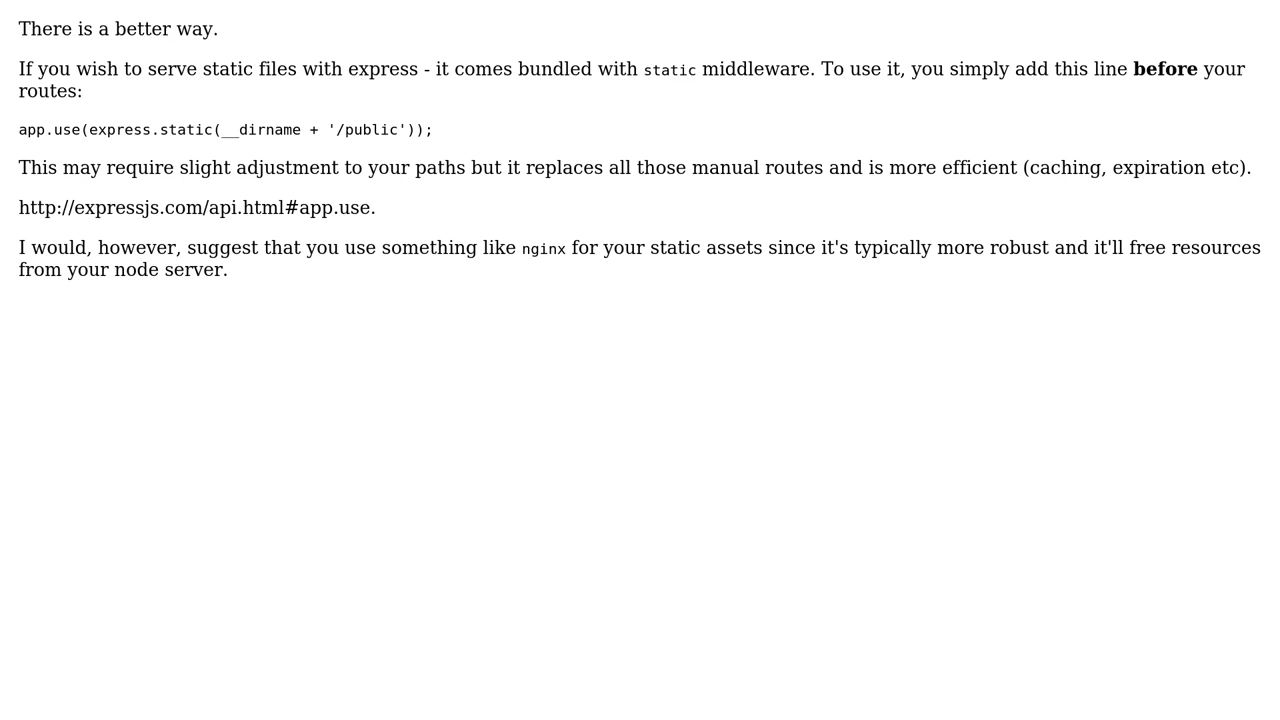 There is a better way.
If you wish to serve static files with express - it comes bundled with static middleware. To use it, you simply add this line before your
routes:
app.use(express.static(__dirname + '/public'));
This may require slight adjustment to your paths but it replaces all those manual routes and is more efficient (caching, expiration etc).
http://expressjs.com/api.html#app.use.
I would, however, suggest that you use something like nginx for your static assets since it's typically more robust and it'll free resources
from your node server.